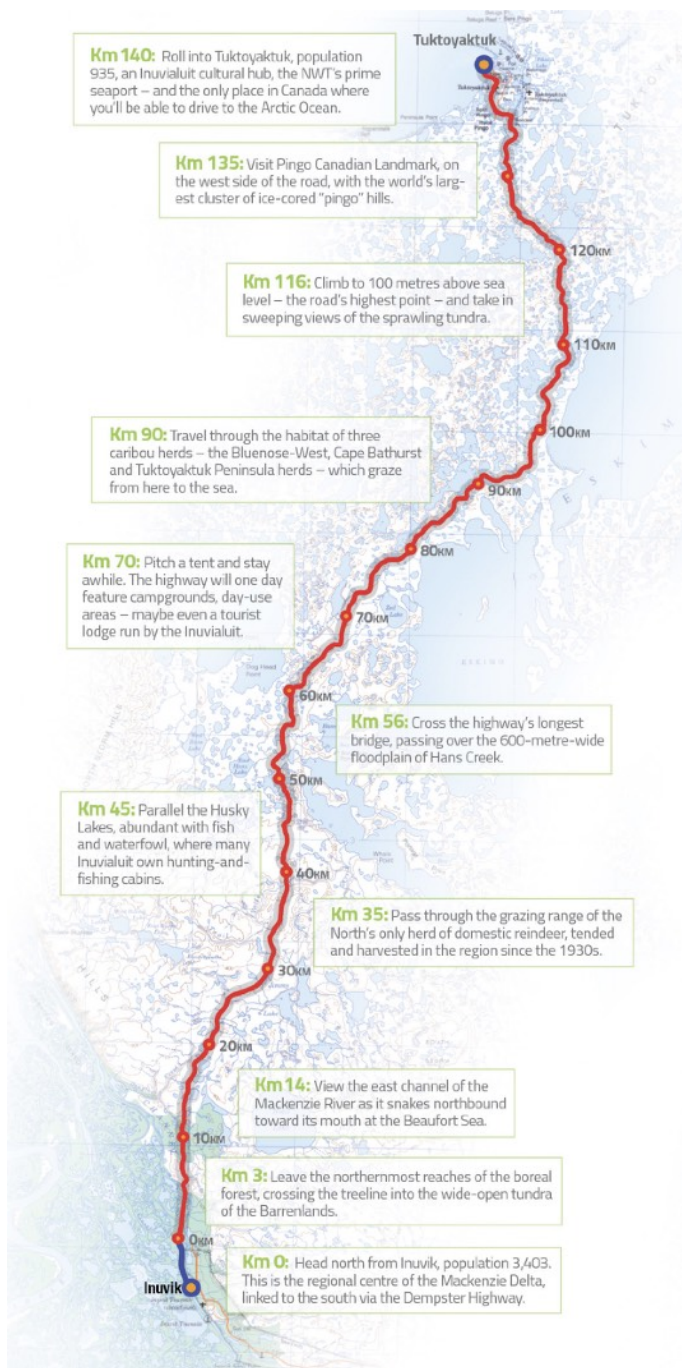 Tuktoyaktuk
Km 140: Roll into Tuktoyaktuk, population
935, an Inuvialuit cultural hub, the NWT's prime
seaport – and the only place in Canada where
you'll be able to drive to the Arctic Ocean.
Km 135: Visit Pingo Canadian Landmark, on
the west side of the road, with the world's larg-
est cluster of ice-cored "pingo" hills.
120KM
Km 116: Climb to 100 metres above sea
level – the road's highest point – and take in
sweeping views of the sprawling tundra.
110KM
100KM
Km 90: Travel through the habitat of three
caribou herds – the Bluenose-West, Cape Bathurst
and Tuktoyaktuk Peninsula herds – which graze
from here to the sea.
90KM
80KM
Km 70: Pitch a tent and stay
awhile. The highway will one day
feature campgrounds, day-use
areas – maybe even a tourist
lodge run by the Inuvialuit.
70KM
60KM
Km 56: Cross the highway's longest
bridge, passing over the 600-metre-wide
floodplain of Hans Creek.
50KM
Km 45: Parallel the Husky
Lakes, abundant with fish
and waterfowl, where many
Inuvialuit own hunting-and-
fishing cabins.
40KM
Km 35: Pass through the grazing range of the
North's only herd of domestic reindeer, tended
and harvested in the region since the 1930s.
30KM
HILLS
20KM
Km 14: View the east channel of the
Mackenzie River as it snakes northbound
toward its mouth at the Beaufort Sea.
10KM
Km 3: Leave the northernmost reaches of the boreal
forest, crossing the treeline into the wide-open tundra
of the Barrenlands.
0KM
Km 0: Head north from Inuvik, population 3,403.
This is the regional centre of the Mackenzie Delta,
linked to the south via the Dempster Highway.
Inuvik